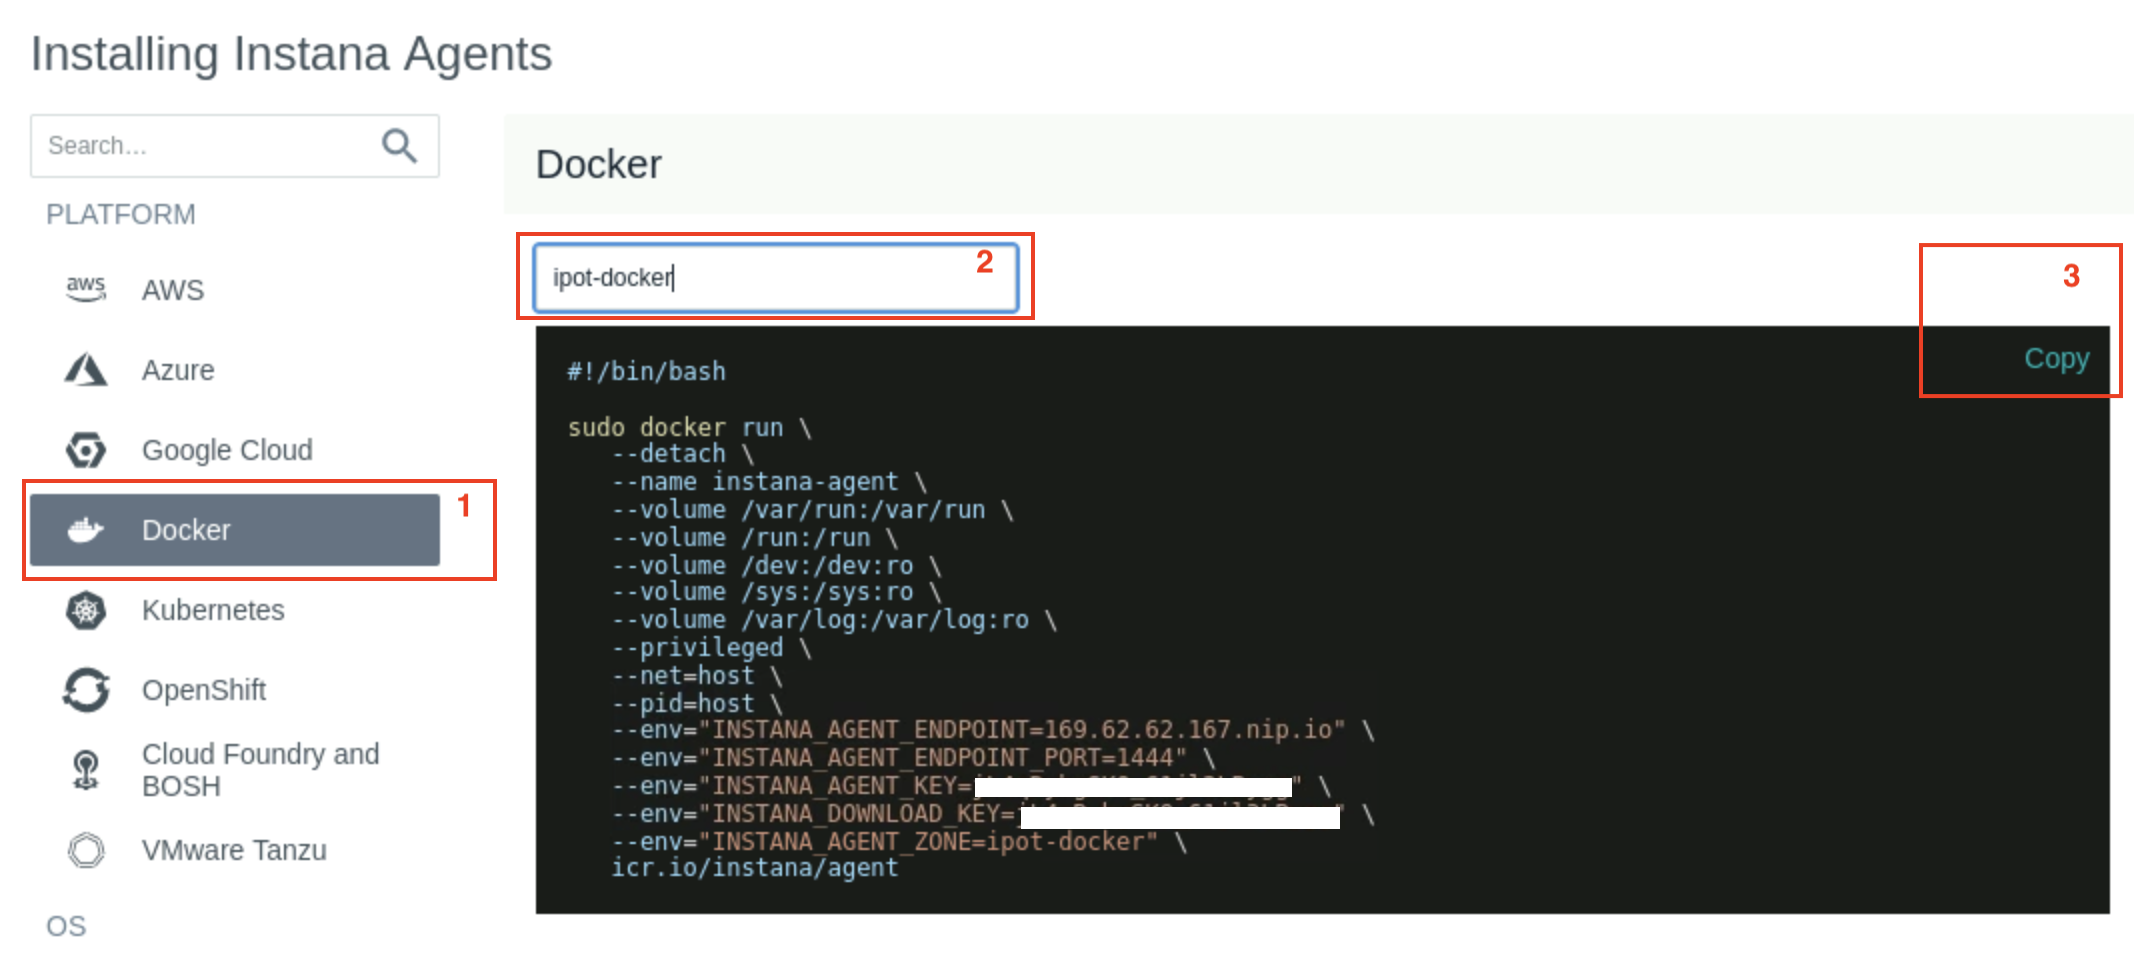 Installing Instana Agents
Search...
PLATFORM
aws AWS
Azure
Google Cloud
1
Docker
Kubernetes
OpenShift
Cloud Foundry and
BOSH
VMware Tanzu
OS
Docker
2
ipot-docker
3
Copy
#!/bin/bash
sudo docker run \
--detach \
--name instana-agent \
--volume /var/run:/var/run \
--volume /run:/run \
--volume /dev:/dev:ro \
--volume /sys:/sys:ro \
--volume /var/log:/var/log:ro \
--privileged \
--net=host \
--pid=host \
--env="INSTANA_AGENT_ENDPOINT=169.62.62.167.nip.io" \
--env="INSTANA_AGENT_ENDPOINT_PORT=1444" \
--env="INSTANA_AGENT_KEY=" \
--env="INSTANA_DOWNLOAD_KEY=" \
--env="INSTANA_AGENT_ZONE=ipot-docker" \
icr.io/instana/agent